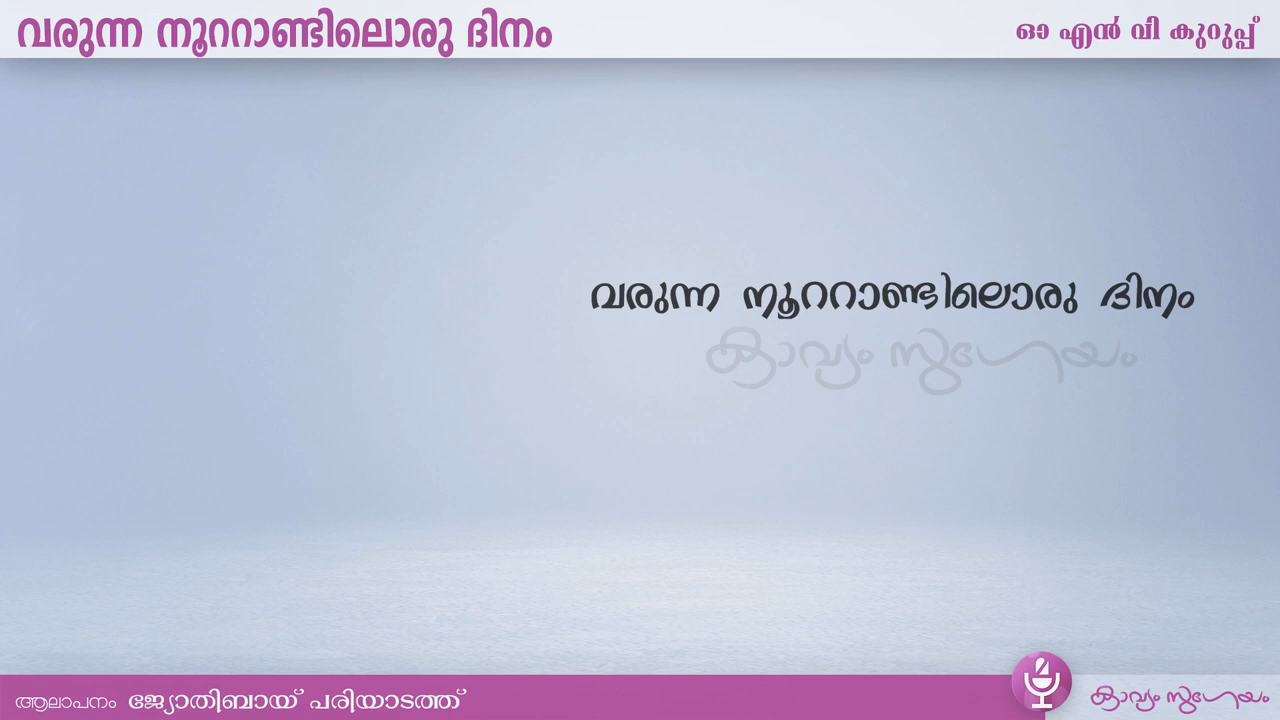 വരുന്ന നൂററാണ്ടിലൊരു ദിനം
ഓ എൻ വി കുറുപ്പ്
വരുന്ന നൂററാണ്ടിലൊരു ദിനം
കാവ്യം സുഗേയം
ആലാപനം ജ്യോതിബായ് പരിയാടത്ത്
കാവ്യം സുഗേയം